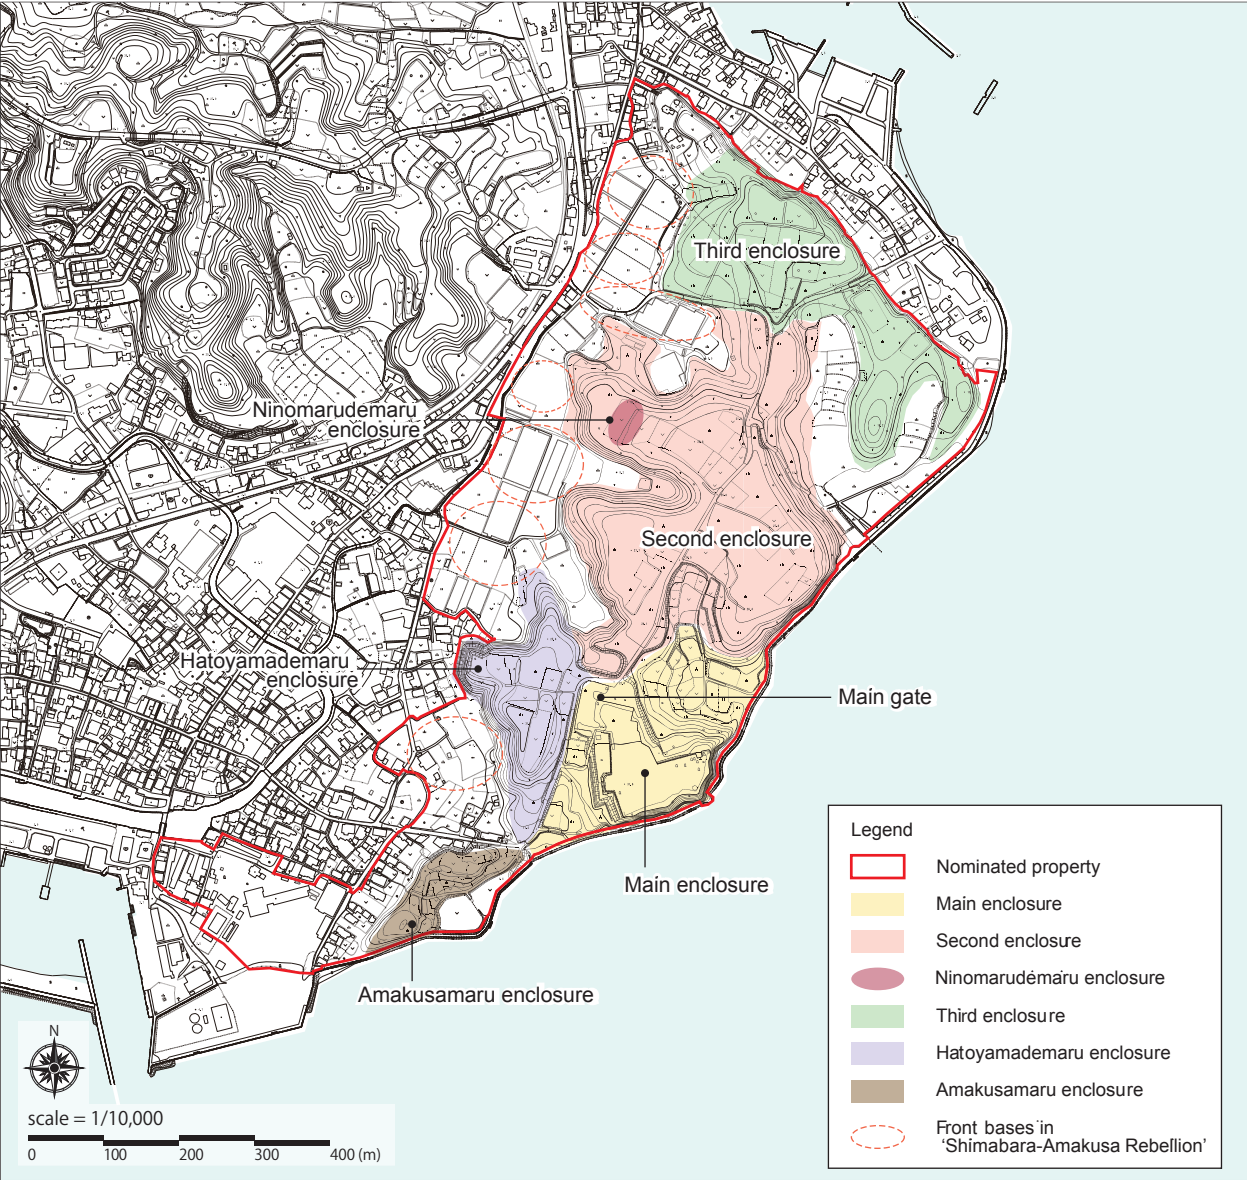 Third enclosure
Ninomarudemaru
enclosure
Second enclosure
Hatoyamademaru
enclosure
Main gate
Main enclosure
Amakusamaru enclosure
Legend
Nominated property
Main enclosure
Second enclosure
Ninomarudemaru enclosure
Third enclosure
Hatoyamademaru enclosure
Amakusamaru enclosure
Front bases in
‘Shimabara-Amakusa Rebellion’
N
scale = 1/10,000
0 100 200 300 400 (m)